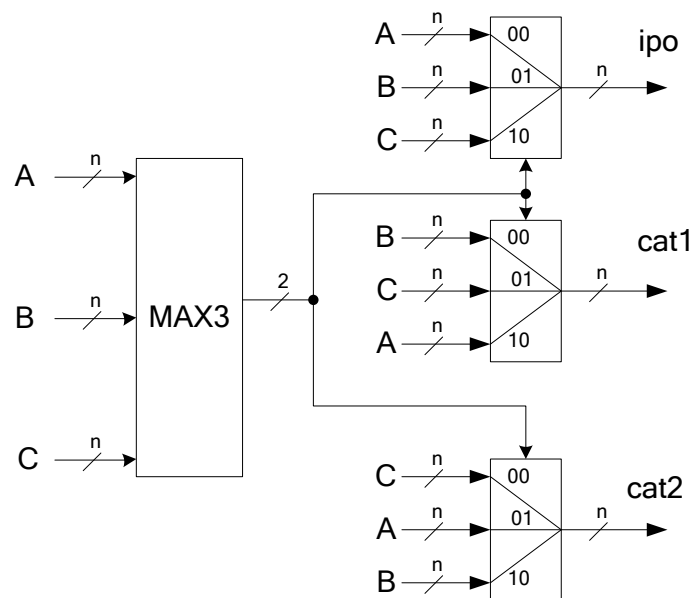 A n 00 ipo
B n 01 n
C n 10
A n
B n MAX3 2
C n
B n 00 cat1
C n 01 n
A n 10
C n 00 cat2
A n 01 n
B n 10